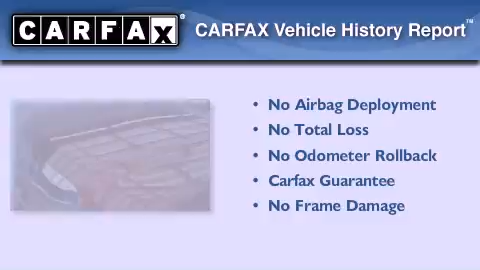 CARFAX® CARFAX Vehicle History Report™
• No Airbag Deployment
• No Total Loss
• No Odometer Rollback
• Carfax Guarantee
• No Frame Damage